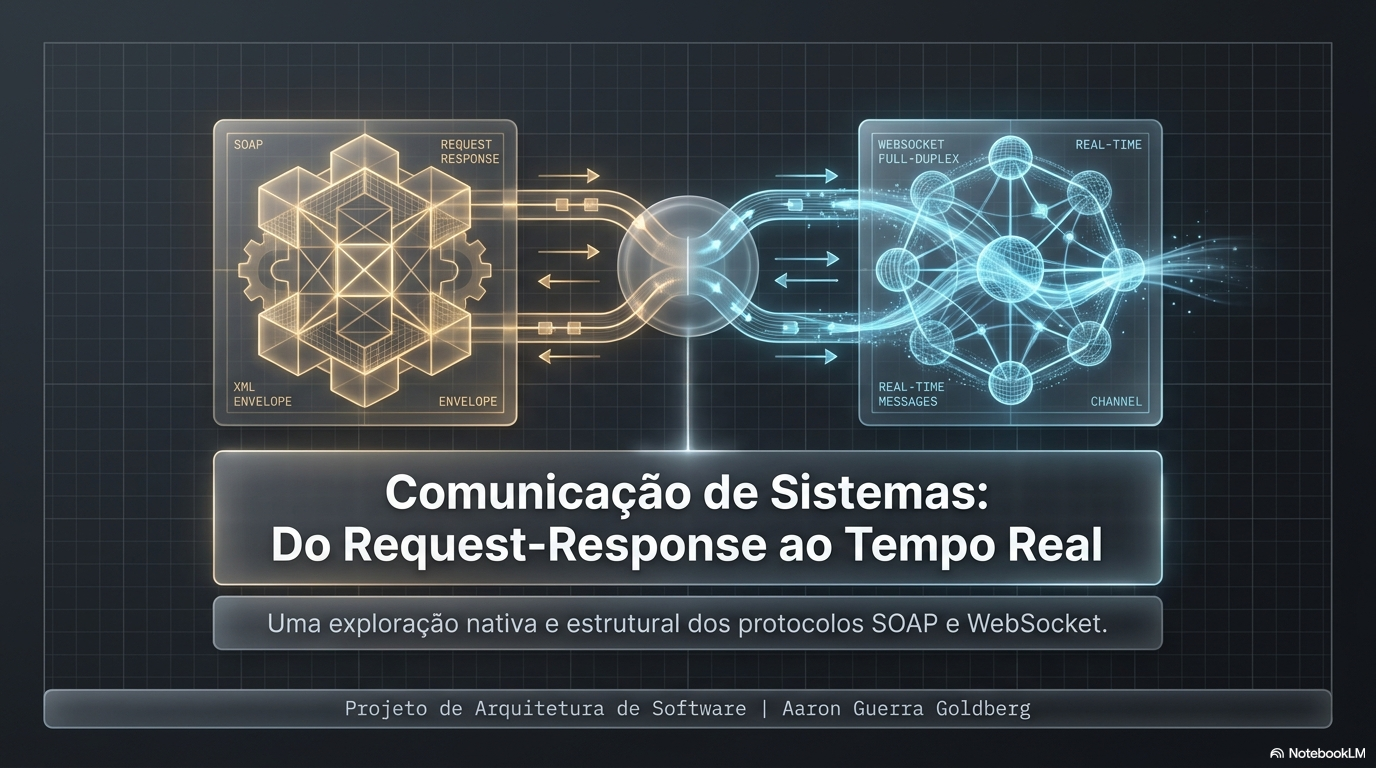 SOAP
REQUEST
RESPONSE
XML
ENVELOPE
ENVELOPE
WEBSOCKET
FULL-DUPLEX
REAL-TIME
REAL-TIME
MESSAGES
CHANNEL
Comunicação de Sistemas:
Do Request-Response ao Tempo Real
Uma exploração nativa e estrutural dos protocolos SOAP e WebSocket.
Projeto de Arquitetura de Software | Aaron Guerra Goldberg
NotebookLM